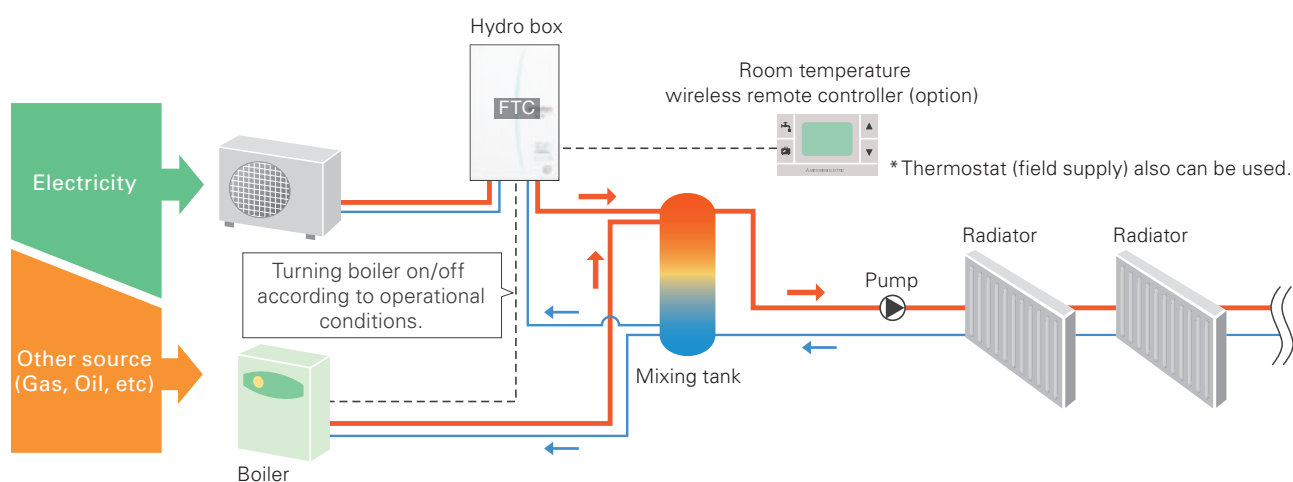 Hydro box
FTC
Room temperature
wireless remote controller (option)
* Thermostat (field supply) also can be used.
Electricity
Turning boiler on/off
according to operational
conditions.
Other source
(Gas, Oil, etc)
Boiler
Mixing tank
Pump
Radiator
Radiator